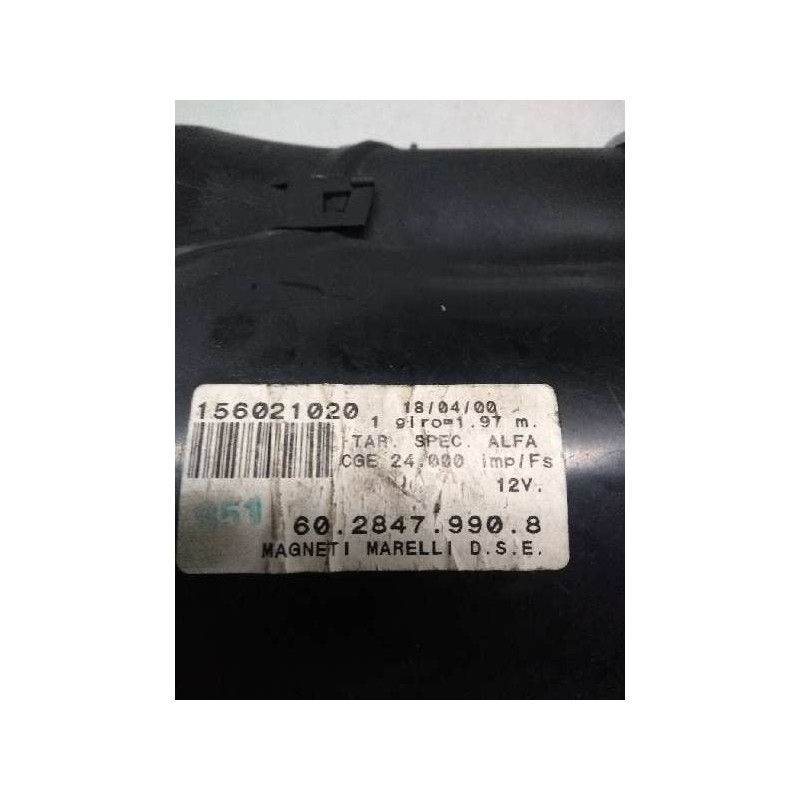 156021020 18/04/00
1 giro=1.97 m.
TAR. SPEC. ALFA
CGE 24.000 imp/Fs
12V.
851
60.2847.990.8
MAGNETI MARELLI D.S.E.